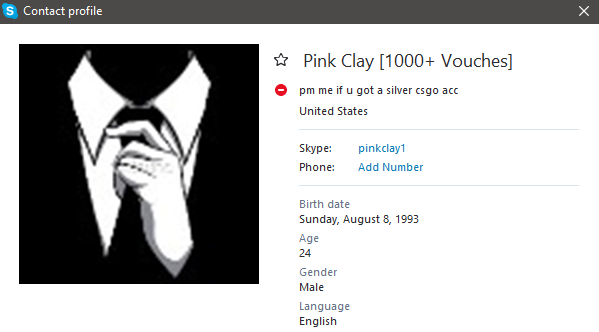 Contact profile
Pink Clay [1000+ Vouches]
pm me if u got a silver csgo acc
United States
Skype: pinkclay1
Phone: Add Number
Birth date
Sunday, August 8, 1993
Age
24
Gender
Male
Language
English